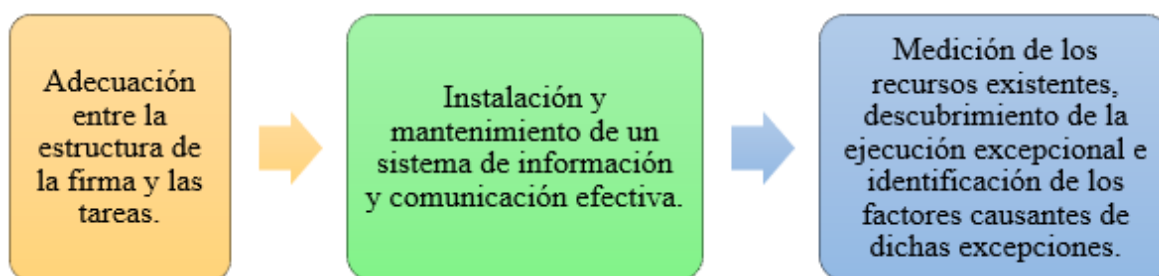 Adecuación
entre la
estructura de
la firma y las
tareas.
Instalación y
mantenimiento de un
sistema de información
y comunicación efectiva.
Medición de los
recursos existentes,
descubrimiento de la
ejecución excepcional e
identificación de los
factores causantes de
dichas excepciones.